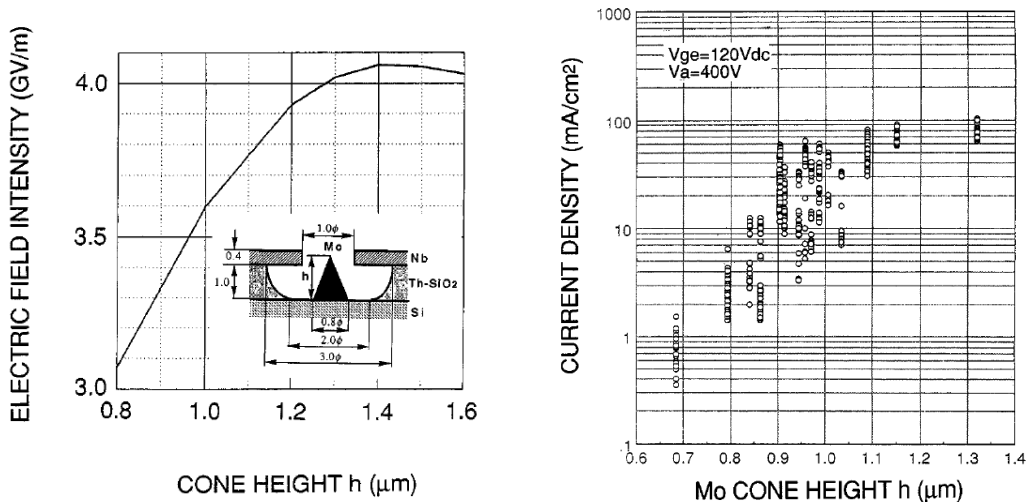 ELECTRIC FIELD INTENSITY (GV/m)
4.0
3.5
3.0
0.8
1.0
1.2
1.4
1.6
CONE HEIGHT h (μm)
1.0ϕ
Mo
0.4
Nb
h
1.0
Th-SiO2
Si
0.8ϕ
2.0ϕ
3.0ϕ
CURRENT DENSITY (mA/cm2)
1000
100
10
1
.1
Vge=120Vdc
Va=400V
0.6
0.7
0.8
0.9
1.0
1.1
1.2
1.3
1.4
Mo CONE HEIGHT h (μm)